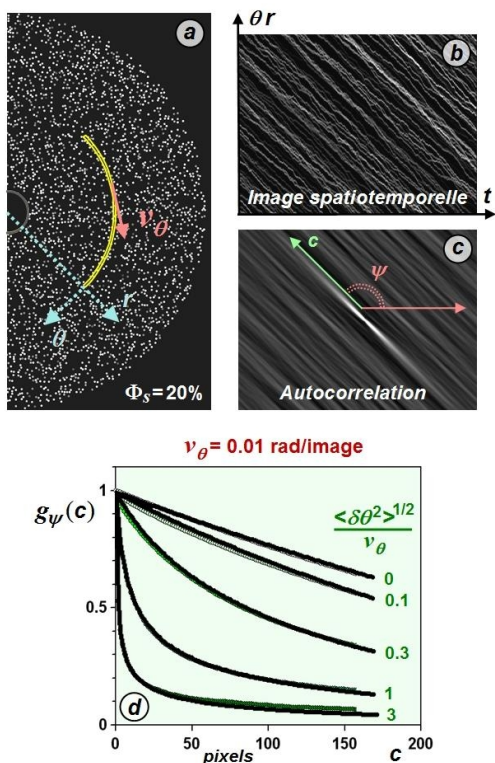 a
v_θ
r
θ
Φ_s = 20%
θ r
b
Image spatiotemporelle
t
c
c
ψ
Autocorrelation
v_θ = 0.01 rad/image
g_ψ(c)
<δθ²>^1/2
v_θ
1
0.5
0
0
0.1
0.3
1
3
d
0
50
100
150
200
pixels
c